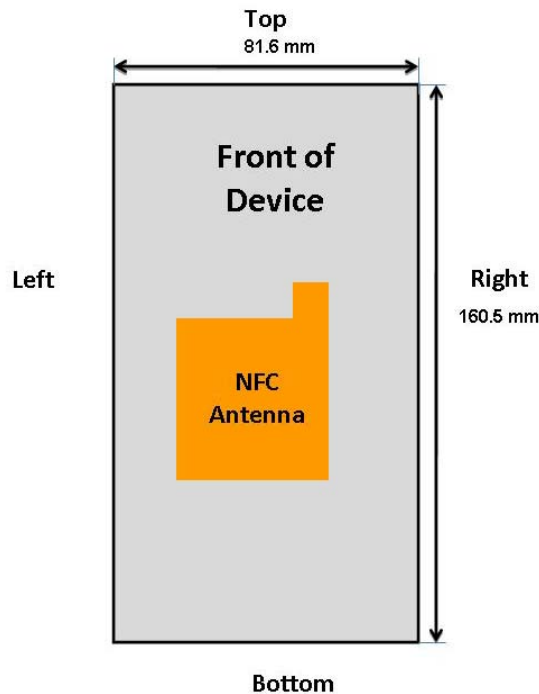 Top
81.6 mm
Front of
Device
Left
Right
160.5 mm
NFC
Antenna
Bottom